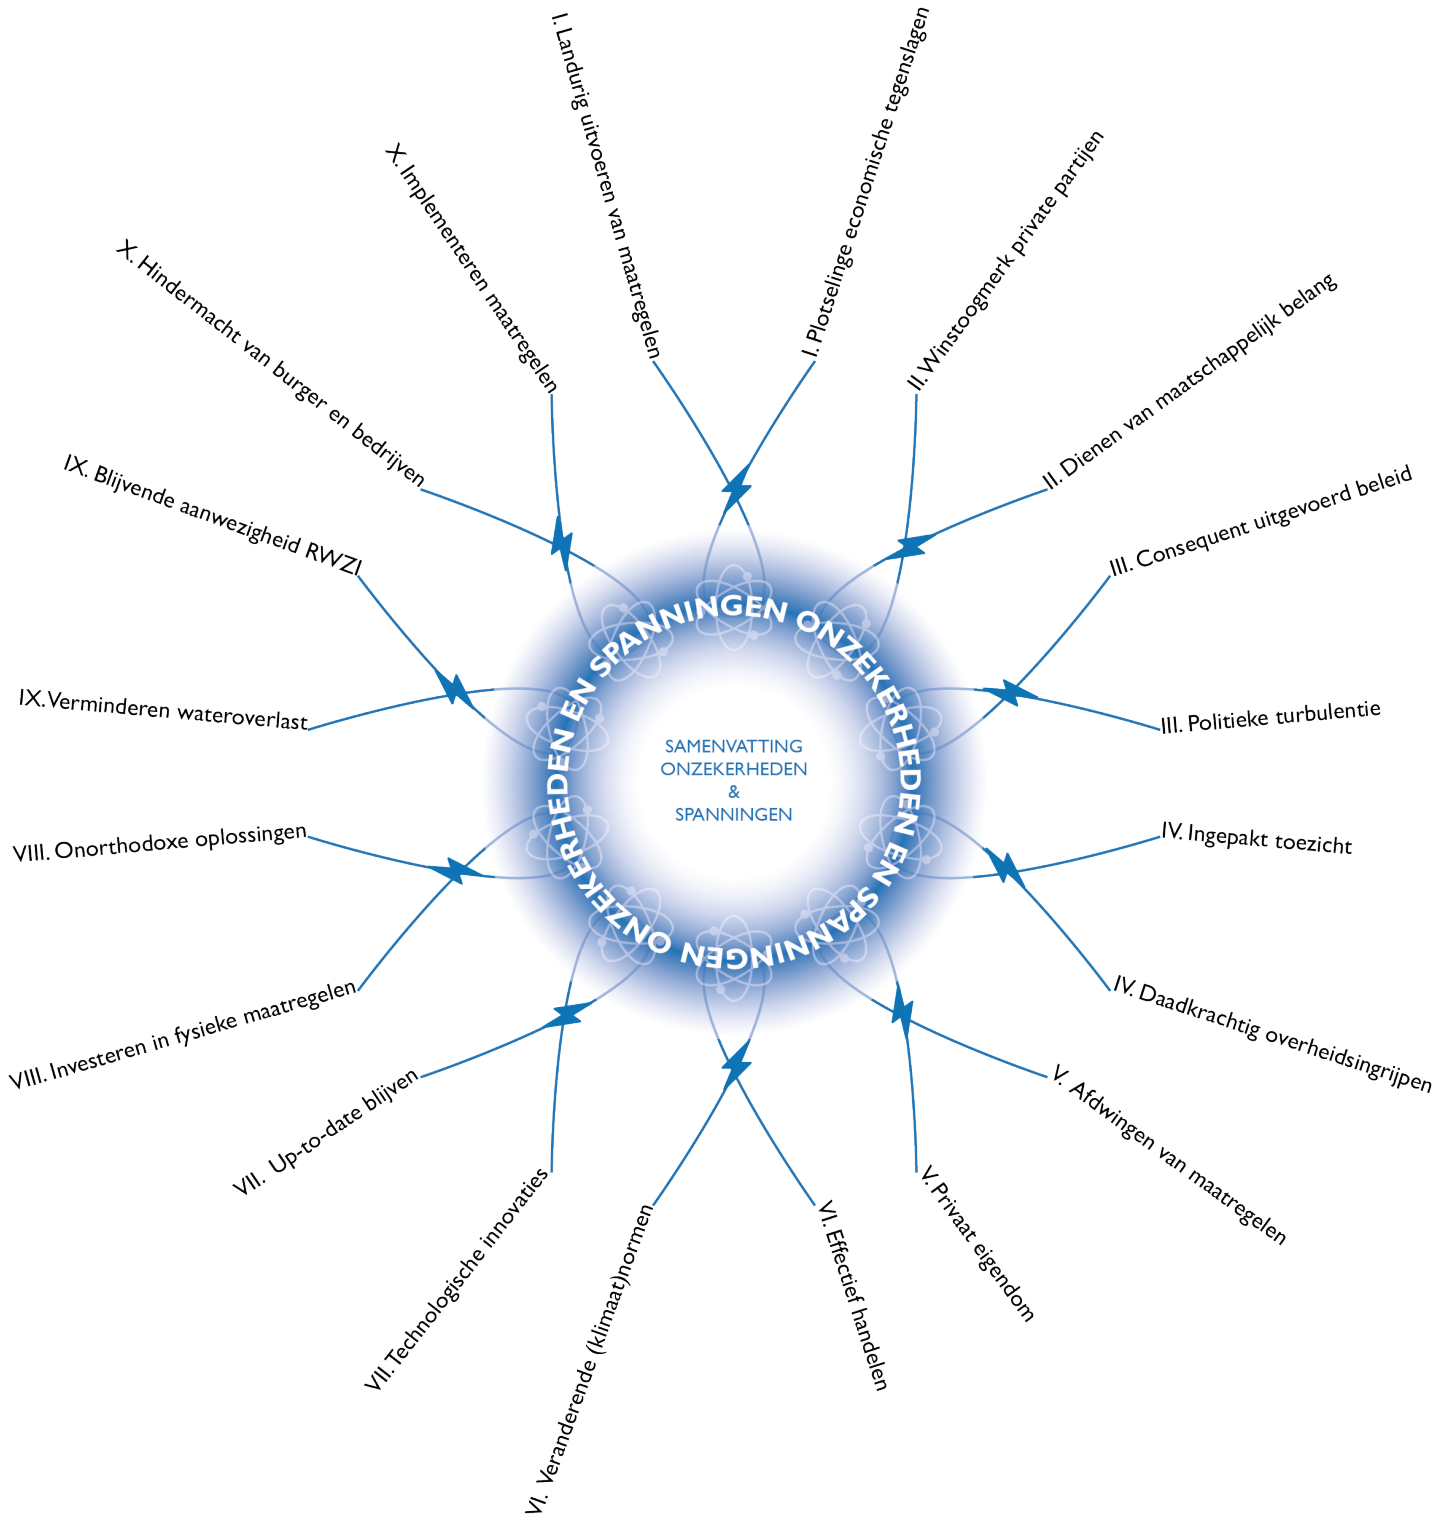 I. Landurig uitvoeren van maatregelen
I. Plotselinge economische tegenslagen
II. Winstoogmerk private partijen
II. Dienen van maatschappelijk belang
III. Consequent uitgevoerd beleid
III. Politieke turbulentie
IV. Ingepakt toezicht
IV. Daadkrachtig overheidsingrijpen
V. Afdwingen van maatregelen
V. Privaat eigendom
VI. Effectief handelen
VI. Veranderende (klimaat)normen
VII. Technologische innovaties
VII. Up-to-date blijven
VIII. Investeren in fysieke maatregelen
VIII. Onorthodoxe oplossingen
IX. Verminderen wateroverlast
IX. Blijvende aanwezigheid RWZI
X. Hindermacht van burger en bedrijven
X. Implementeren maatregelen
ONZEKERHEDEN EN SPANNINGEN ONZEKERHEDEN EN SPANNINGEN
SAMENVATTING
ONZEKERHEDEN
&
SPANNINGEN